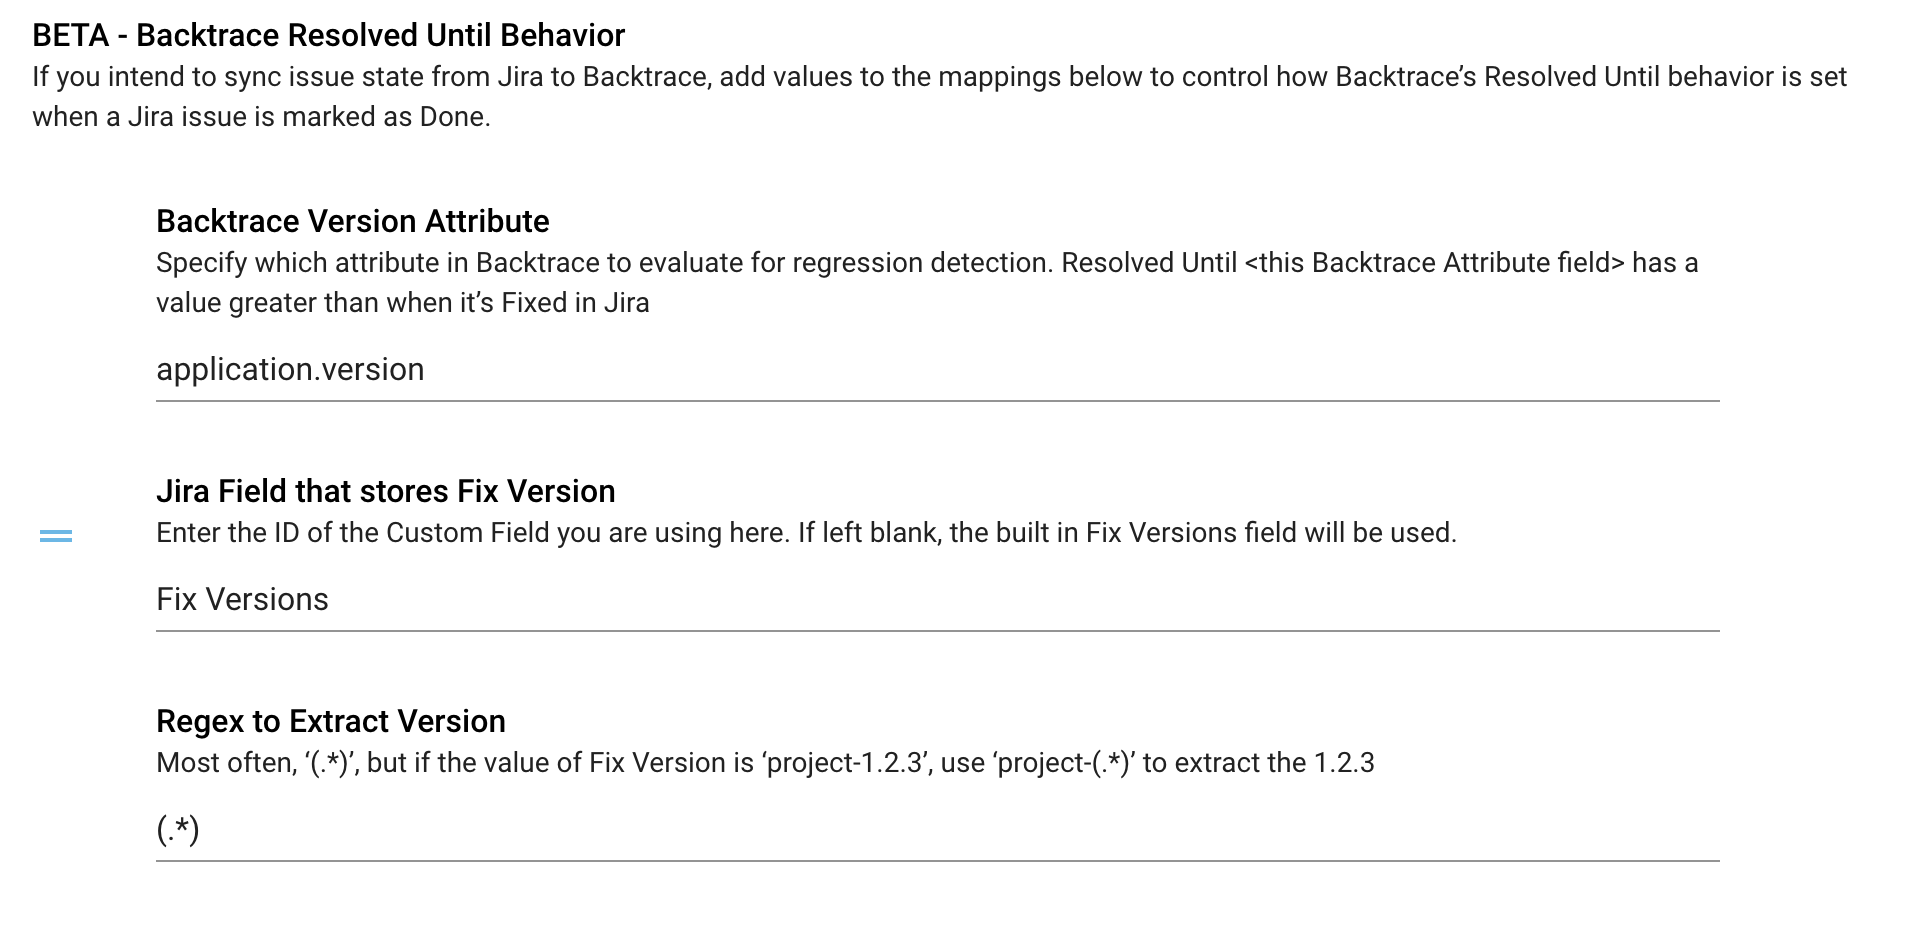 BETA - Backtrace Resolved Until Behavior
If you intend to sync issue state from Jira to Backtrace, add values to the mappings below to control how Backtrace’s Resolved Until behavior is set
when a Jira issue is marked as Done.
Backtrace Version Attribute
Specify which attribute in Backtrace to evaluate for regression detection. Resolved Until <this Backtrace Attribute field> has a
value greater than when it’s Fixed in Jira
application.version
Jira Field that stores Fix Version
Enter the ID of the Custom Field you are using here. If left blank, the built in Fix Versions field will be used.
Fix Versions
Regex to Extract Version
Most often, ‘(.*)’, but if the value of Fix Version is ‘project-1.2.3’, use ‘project-(.*)’ to extract the 1.2.3
(.*)